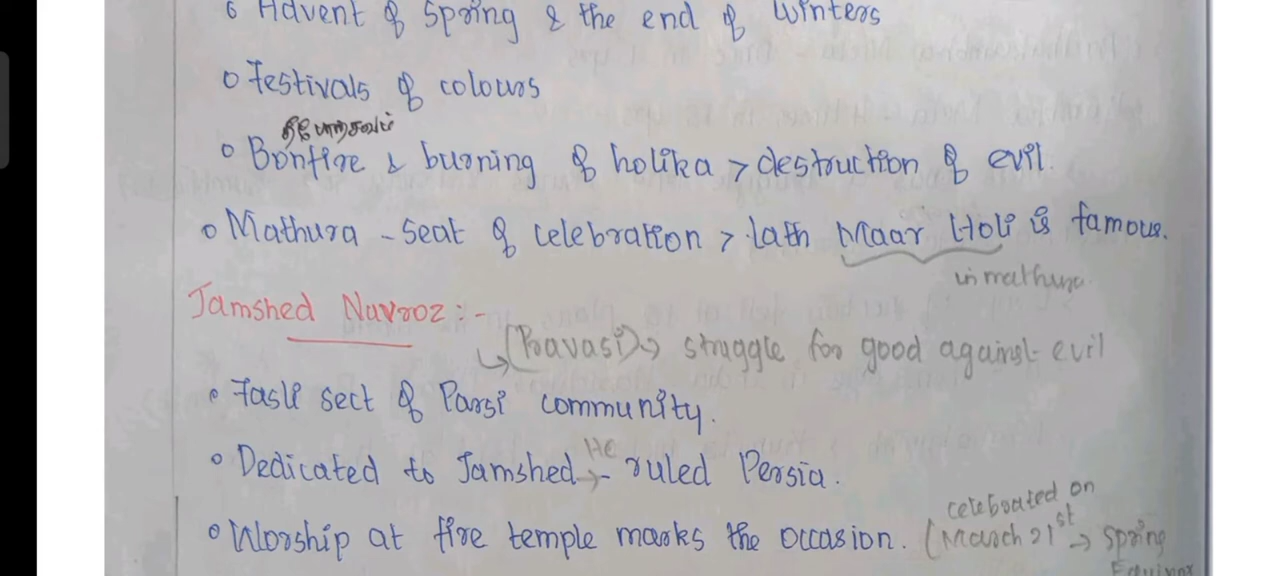 Advent of Spring & the end of Winters
Festivals of colours
Bonfire & burning of holika > destruction of evil.
Mathura - Seat of celebration > lath Maar Holi is famous.
in mathura
Jamshed Navroz :-
struggle for good against evil
Fasli sect of Parsi community.
He
Dedicated to Jamshed → ruled Persia.
celebrated on
Worship at fire temple marks the occasion. (March 21st → Spring
Equinox